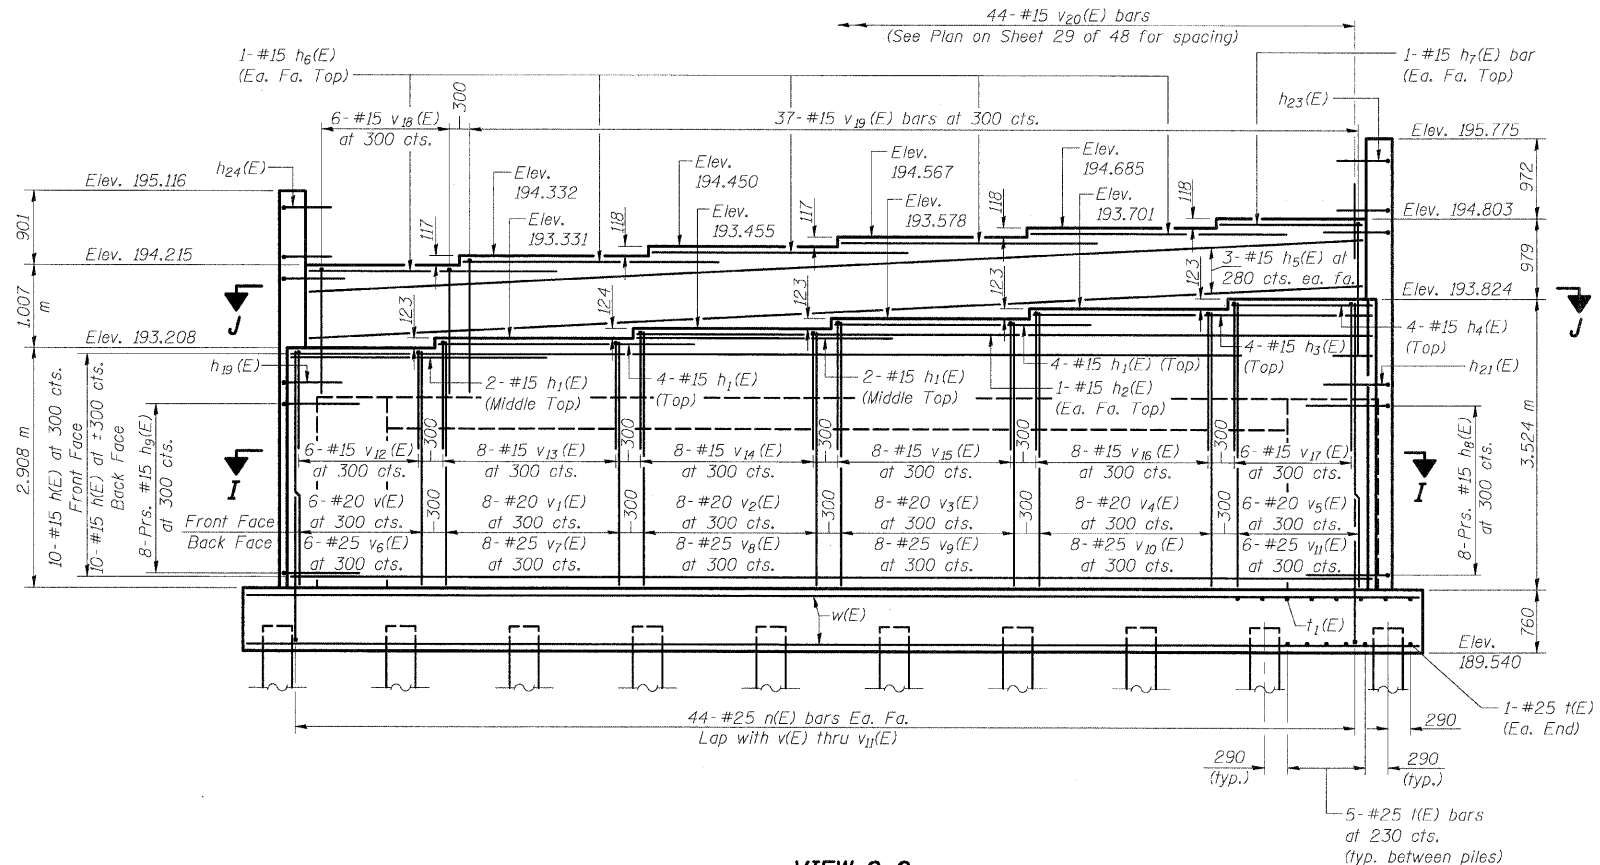 44-#15 v20(E) bars
(See Plan on Sheet 29 of 48 for spacing)
1-#15 h6(E)
(Ea. Fa. Top)
1-#15 h7(E) bar
(Ea. Fa. Top)
h23(E)
300
6-#15 v18(E)
at 300 cts.
37-#15 v19(E) bars at 300 cts.
Elev. 195.775
h24(E)
Elev. 195.116
Elev.
194.332
Elev.
194.450
Elev.
194.567
Elev.
194.685
972
901
117
Elev.
193.331
118
Elev.
193.455
117
Elev.
193.578
118
Elev.
193.701
118
Elev. 194.803
Elev. 194.215
3-#15 h5(E) at
280 cts. ea. fa.
979
1.007
m
J
123
124
123
123
123
Elev. 193.824
J
Elev. 193.208
4-#15 h4(E)
(Top)
4-#15 h3(E)
(Top)
h19(E)
2-#15 h1(E)
(Middle Top)
4-#15 h1(E)
(Top)
2-#15 h1(E)
(Middle Top)
4-#15 h1(E) (Top)
1-#15 h2(E)
(Ea. Fa. Top)
h21(E)
2.908 m
10-#15 h(E) at 300 cts.
Front Face
10-#15 h(E) at ±300 cts.
Back Face
8-Prs. #15 h9(E)
at 300 cts.
I
300
300
300
300
300
6-#15 v12(E)
at 300 cts.
8-#15 v13(E)
at 300 cts.
8-#15 v14(E)
at 300 cts.
8-#15 v15(E)
at 300 cts.
8-#15 v16(E)
at 300 cts.
6-#15 v17(E)
at 300 cts.
I
8-Prs. #15 h8(E)
at 300 cts.
3.524 m
Front Face
Back Face
6-#20 v(E)
at 300 cts.
8-#20 v1(E)
at 300 cts.
8-#20 v2(E)
at 300 cts.
8-#20 v3(E)
at 300 cts.
8-#20 v4(E)
at 300 cts.
6-#20 v5(E)
at 300 cts.
300
300
300
300
300
6-#25 v6(E)
at 300 cts.
8-#25 v7(E)
at 300 cts.
8-#25 v8(E)
at 300 cts.
8-#25 v9(E)
at 300 cts.
8-#25 v10(E)
at 300 cts.
6-#25 v11(E)
at 300 cts.
w(E)
t1(E)
760
Elev.
189.540
44-#25 n(E) bars Ea. Fa.
Lap with v(E) thru v11(E)
290
1-#25 t(E)
(Ea. End)
290
(typ.)
290
(typ.)
5-#25 t(E) bars
at 230 cts.
(typ. between piles)